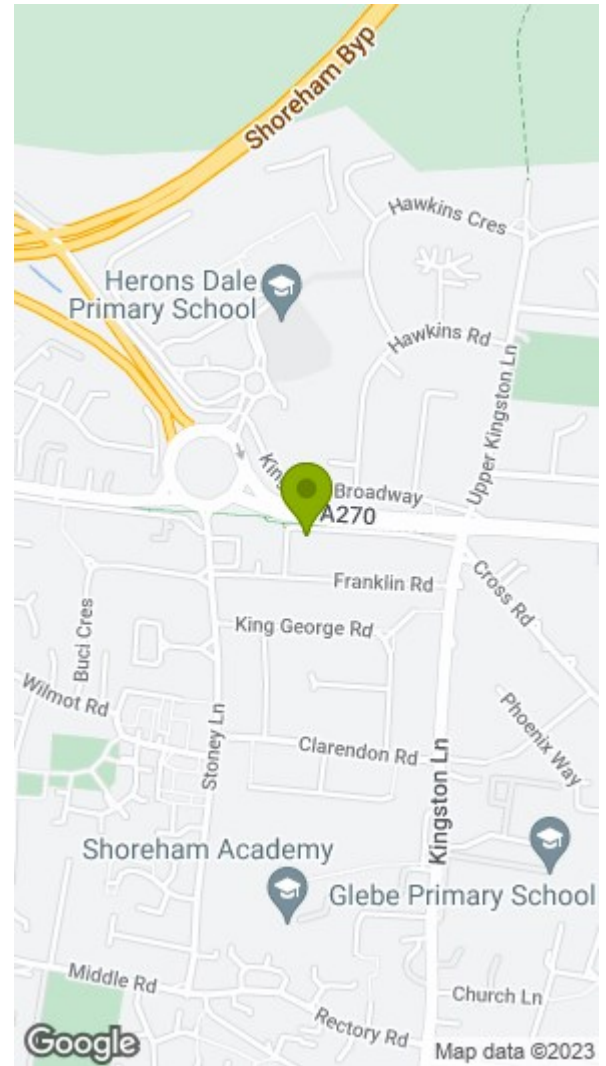 Shoreham Byp
Hawkins Cres
Herons Dale
Primary School
Hawkins Rd
Upper Kingston Ln
Broadway
A270
Franklin Rd
Cross Rd
King George Rd
Buci Cres
Wilmot Rd
Stoney Ln
Clarendon Rd
Phoenix Way
Kingston Ln
Shoreham Academy
Glebe Primary School
Middle Rd
Rectory Rd
Church Ln
Google
Map data ©2023